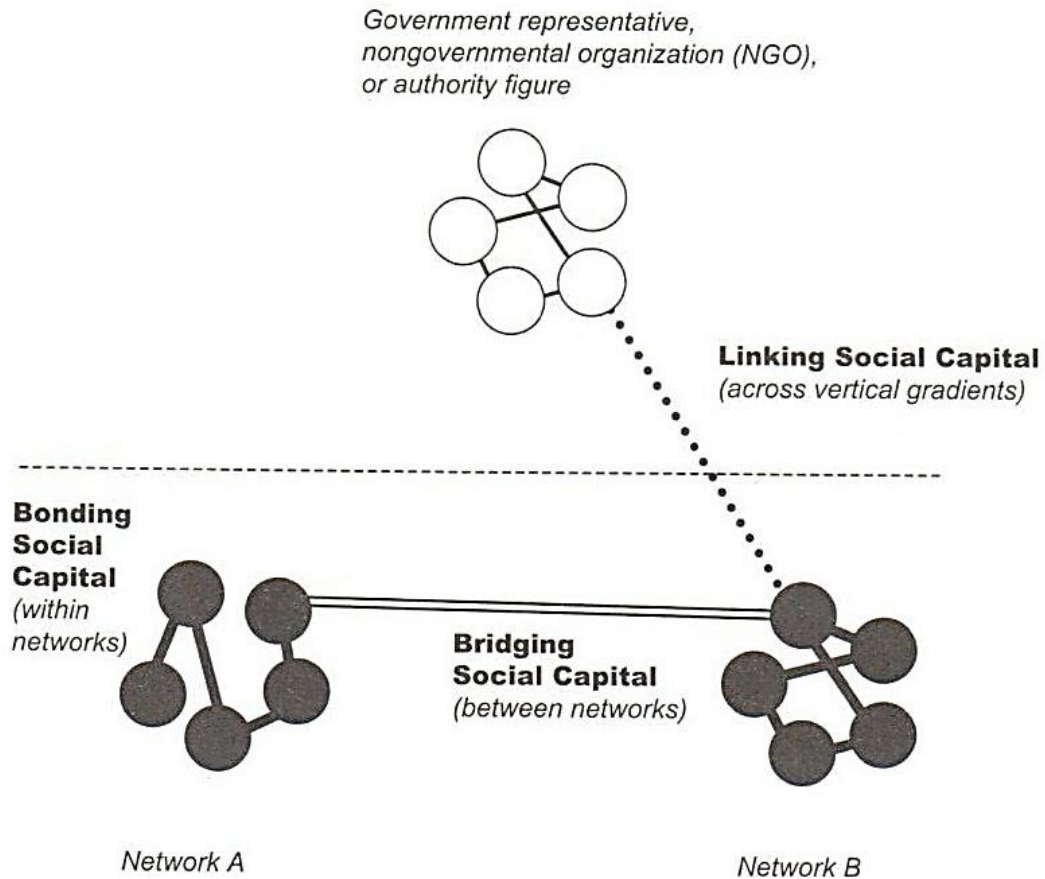 Government representative,
nongovernmental organization (NGO),
or authority figure
Linking Social Capital
(across vertical gradients)
Bonding
Social
Capital
(within
networks)
Bridging
Social Capital
(between networks)
Network A
Network B